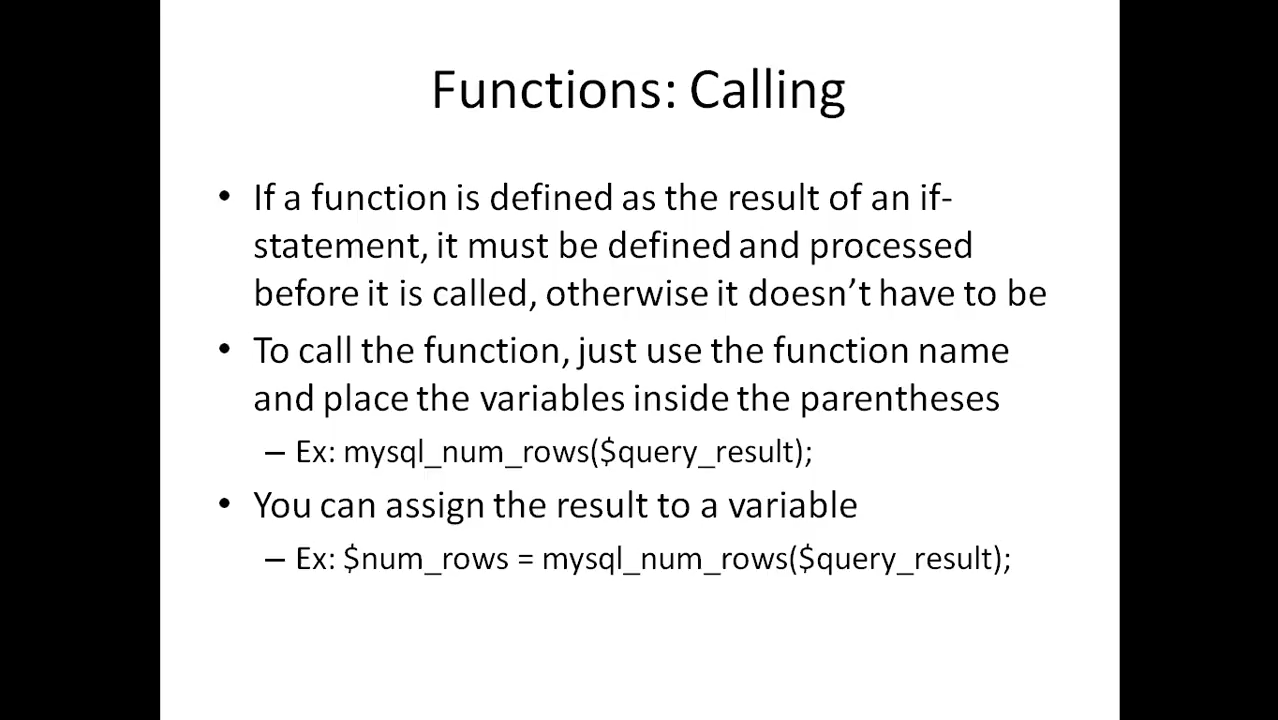 Functions: Calling
• If a function is defined as the result of an if-
statement, it must be defined and processed
before it is called, otherwise it doesn’t have to be
• To call the function, just use the function name
and place the variables inside the parentheses
– Ex: mysql_num_rows($query_result);
• You can assign the result to a variable
– Ex: $num_rows = mysql_num_rows($query_result);